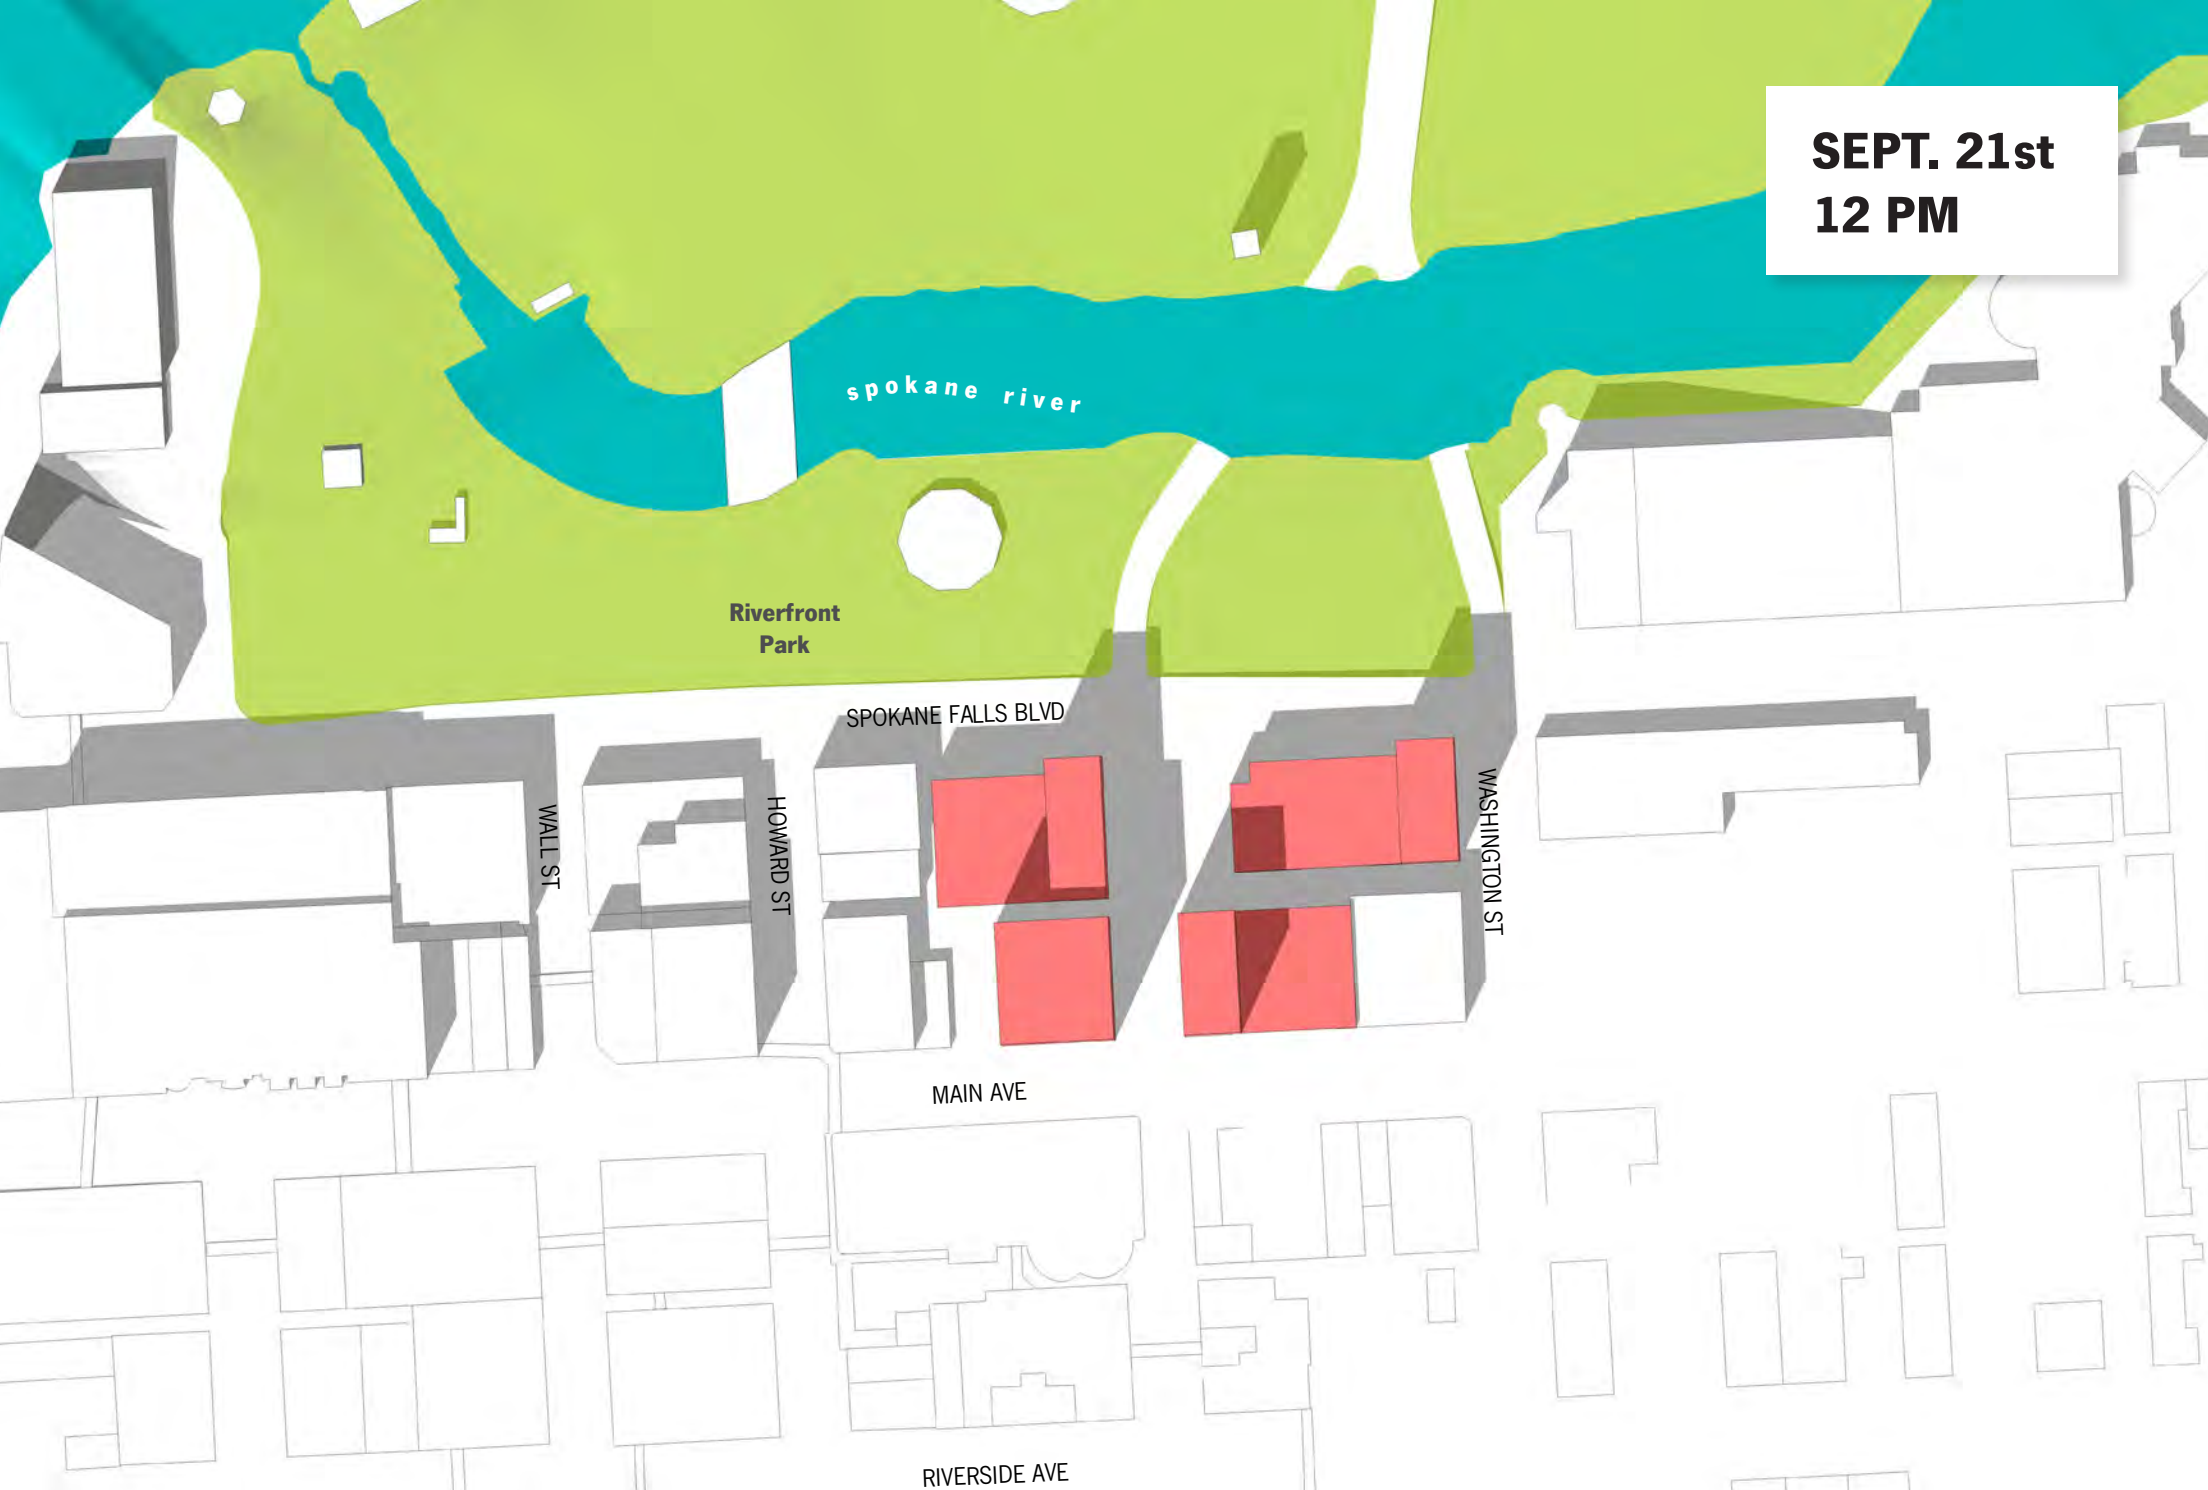 SEPT. 21st
12 PM
spokane river
Riverfront
Park
SPOKANE FALLS BLVD
WALL ST
HOWARD ST
WASHINGTON ST
MAIN AVE
RIVERSIDE AVE